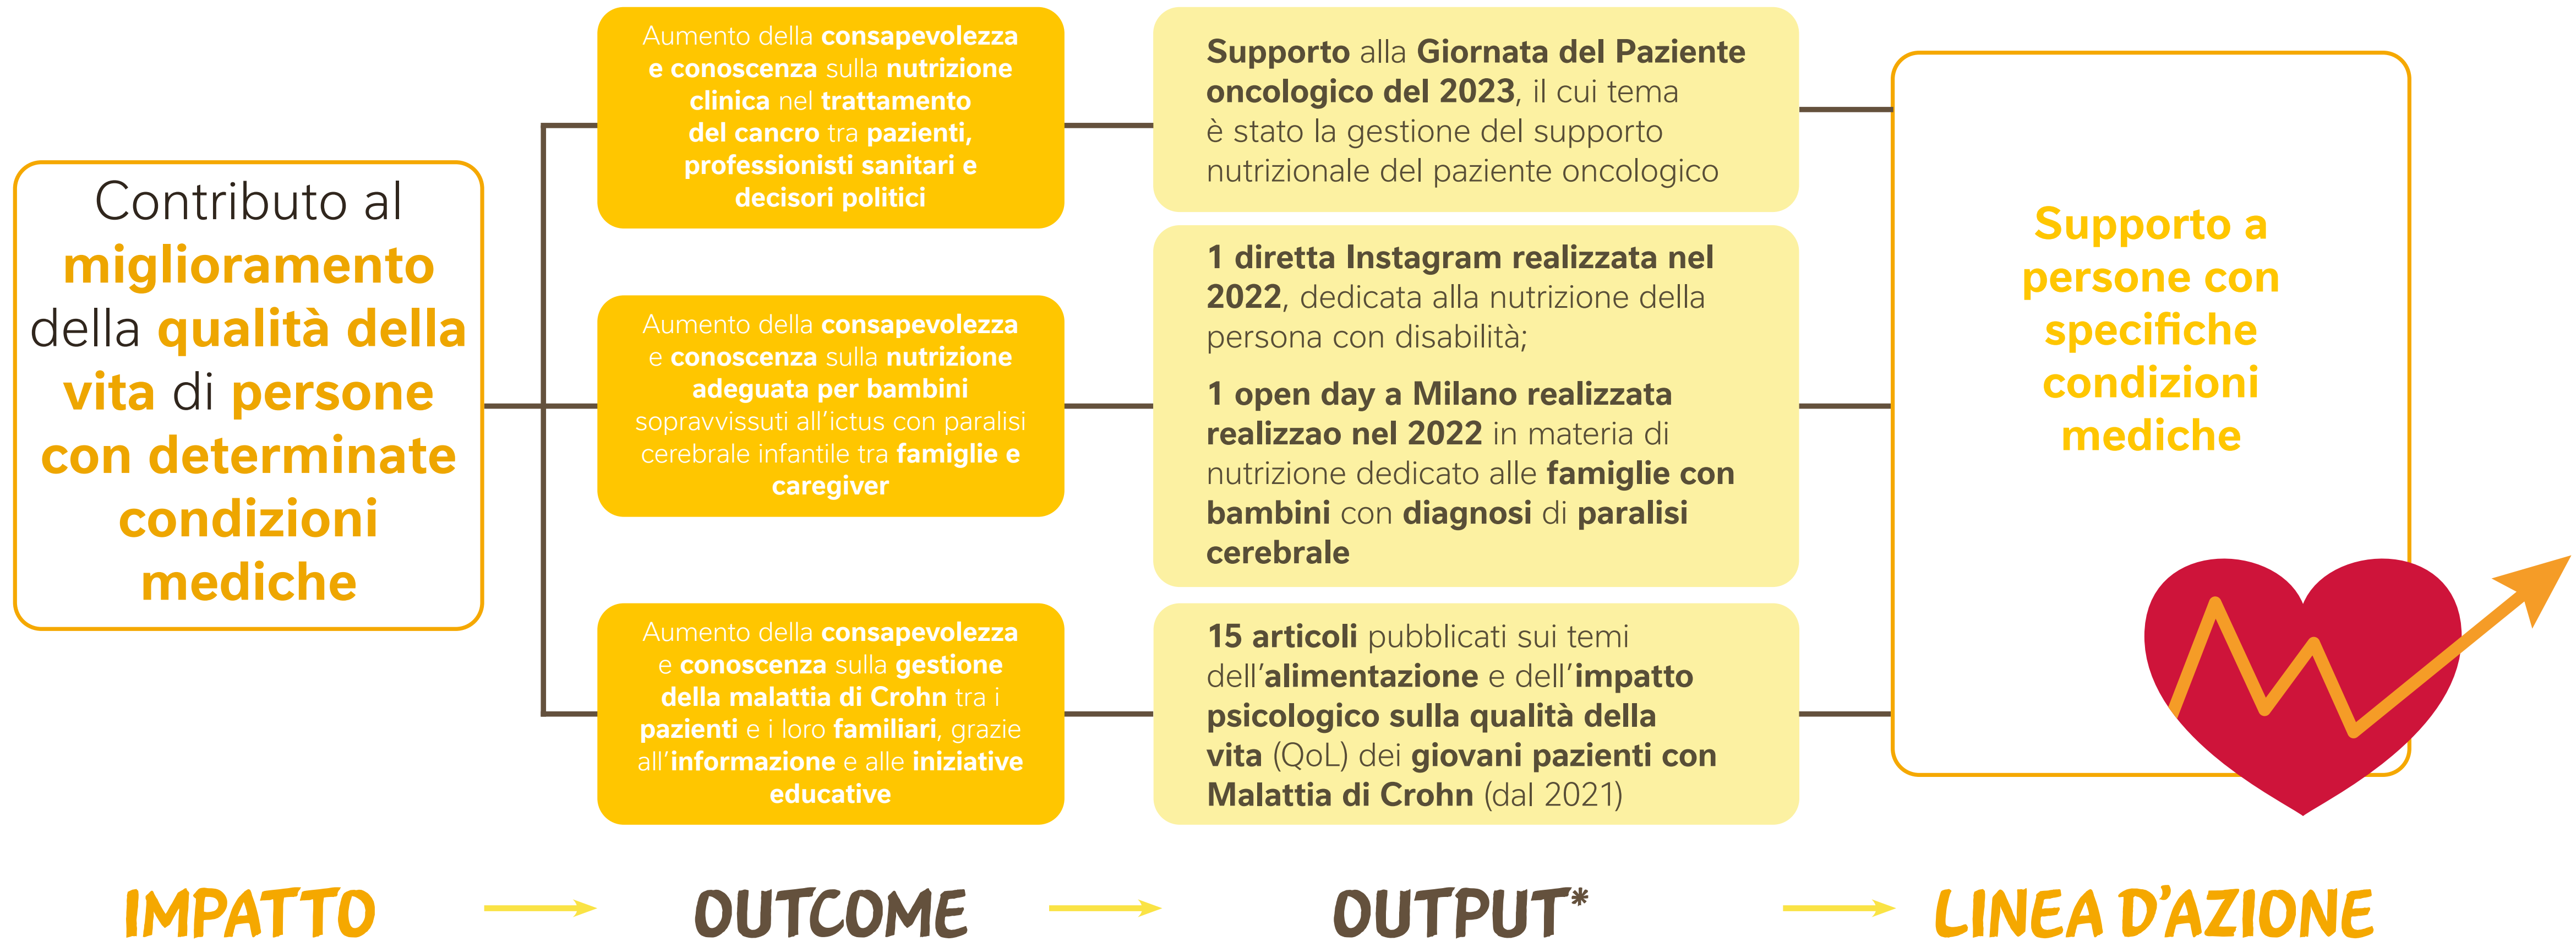 Contributo al
miglioramento
della qualità della
vita di persone
con determinate
condizioni
mediche
Aumento della consapevolezza
e conoscenza sulla nutrizione
clinica nel trattamento
del cancro tra pazienti,
professionisti sanitari e
decisori politici
Aumento della consapevolezza
e conoscenza sulla nutrizione
adeguata per bambini
sopravvissuti all'ictus con paralisi
cerebrale infantile tra famiglie e
caregiver
Aumento della consapevolezza
e conoscenza sulla gestione
della malattia di Crohn tra i
pazienti e i loro familiari, grazie
all'informazione e alle iniziative
educative
Supporto alla Giornata del Paziente
oncologico del 2023, il cui tema
è stato la gestione del supporto
nutrizionale del paziente oncologico
1 diretta Instagram realizzata nel
2022, dedicata alla nutrizione della
persona con disabilità;
1 open day a Milano realizzata
realizzao nel 2022 in materia di
nutrizione dedicato alle famiglie con
bambini con diagnosi di paralisi
cerebrale
15 articoli pubblicati sui temi
dell'alimentazione e dell'impatto
psicologico sulla qualità della
vita (QoL) dei giovani pazienti con
Malattia di Crohn (dal 2021)
Supporto a
persone con
specifiche
condizioni
mediche
IMPATTO
OUTCOME
OUTPUT*
LINEA D'AZIONE